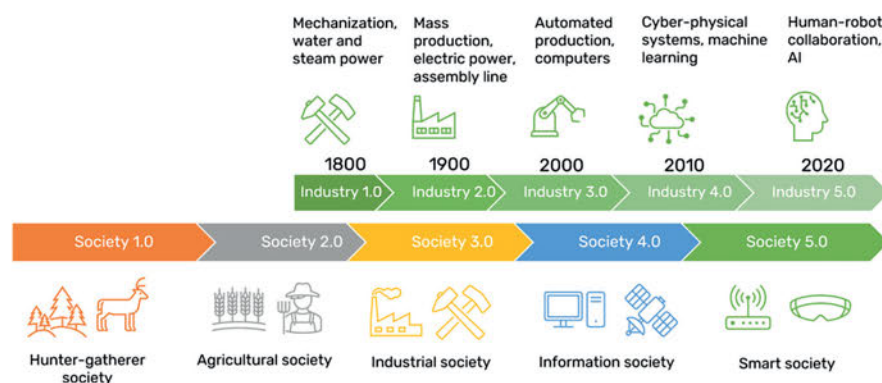 Mechanization,
water and
steam power
Mass
production,
electric power,
assembly line
Automated
production,
computers
Cyber-physical
systems, machine
learning
Human-robot
collaboration,
AI
1800
1900
2000
2010
2020
Industry 1.0
Industry 2.0
Industry 3.0
Industry 4.0
Industry 5.0
Society 1.0
Society 2.0
Society 3.0
Society 4.0
Society 5.0
Hunter-gatherer
society
Agricultural society
Industrial society
Information society
Smart society